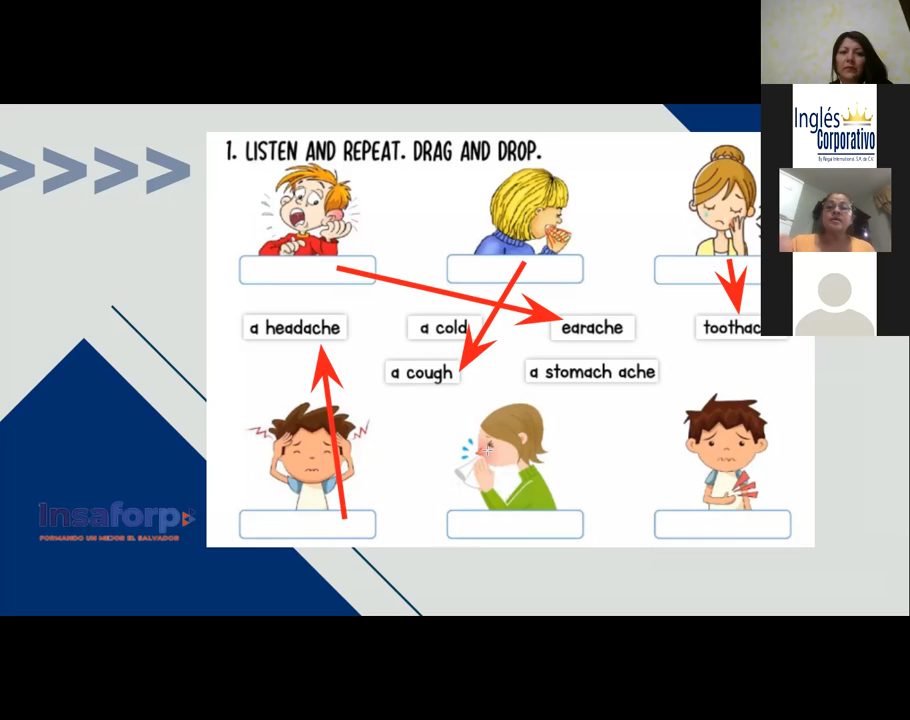 Inglés
Corporativo
>>>>
1. LISTEN AND REPEAT. DRAG AND DROP.
a headache
a cold
earache
toothac
a cough
a stomach ache
Insaforp
FORMANDO UN MEJOR EL SALVADOR